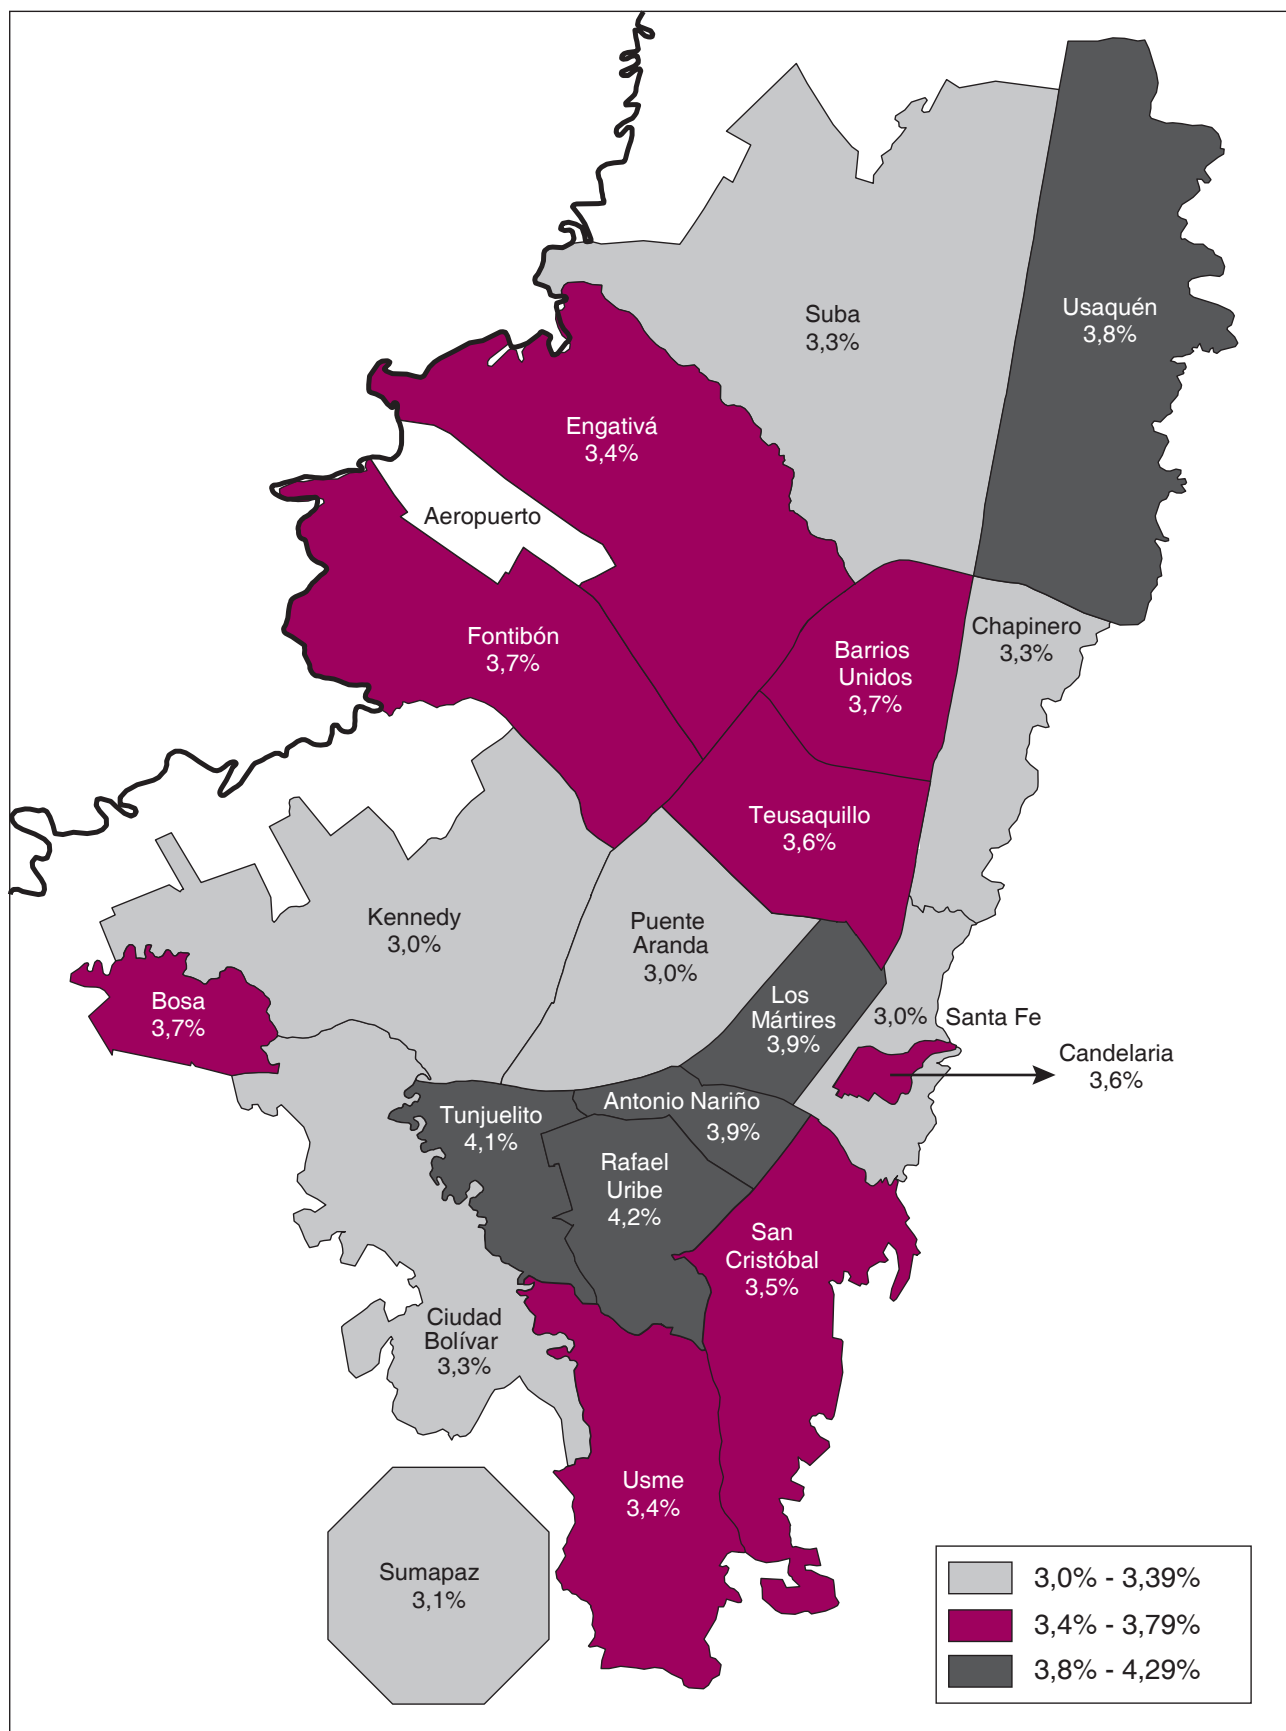 Suba
3,3%
Usaquén
3,8%
Engativá
3,4%
Aeropuerto
Fontibón
3,7%
Barrios
Unidos
3,7%
Chapinero
3,3%
Teusaquillo
3,6%
Kennedy
3,0%
Puente
Aranda
3,0%
Bosa
3,7%
Los
Mártires
3,9%
3,0% Santa Fe
Candelaria
3,6%
Tunjuelito
4,1%
Antonio Nariño
3,9%
Rafael
Uribe
4,2%
San
Cristóbal
3,5%
Ciudad
Bolívar
3,3%
Usme
3,4%
Sumapaz
3,1%
3,0% - 3,39%
3,4% - 3,79%
3,8% - 4,29%